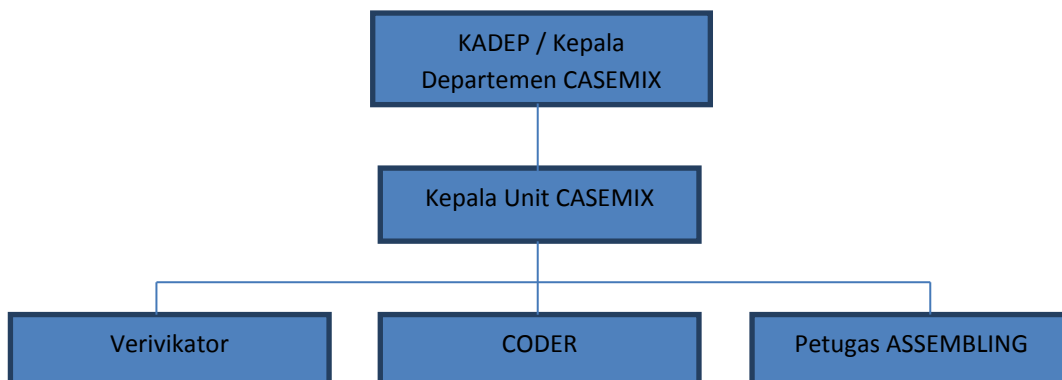 KADEP / Kepala
Departemen CASEMIX
Kepala Unit CASEMIX
Verivikator
CODER
Petugas ASSEMBLING